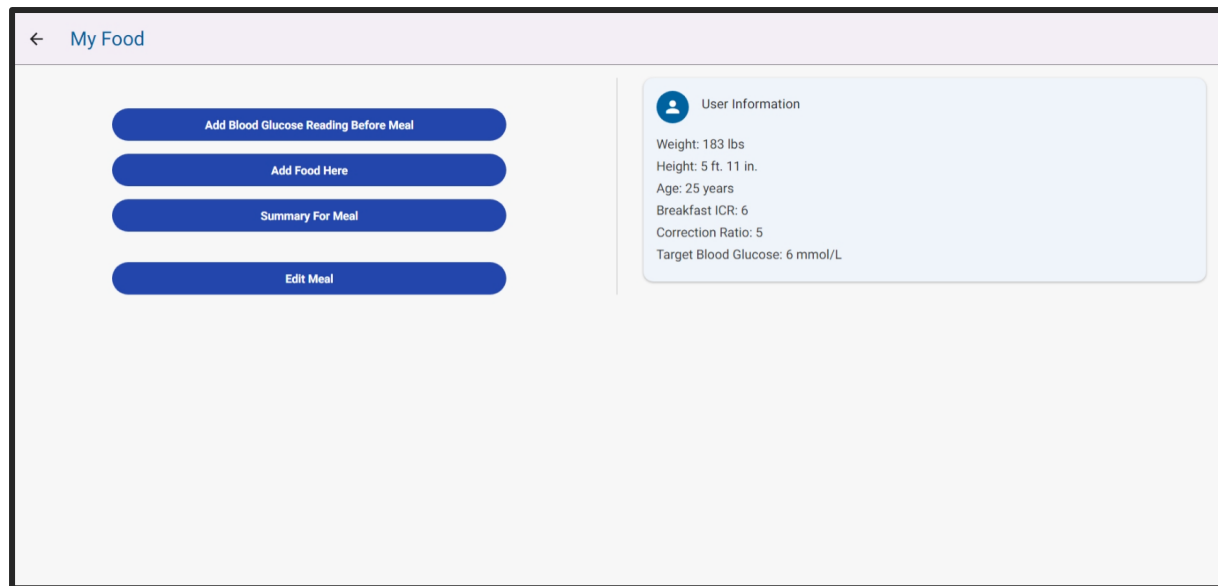 My Food
Add Blood Glucose Reading Before Meal
Add Food Here
Summary For Meal
Edit Meal
User Information
Weight: 183 lbs
Height: 5 ft. 11 in.
Age: 25 years
Breakfast ICR: 6
Correction Ratio: 5
Target Blood Glucose: 6 mmol/L